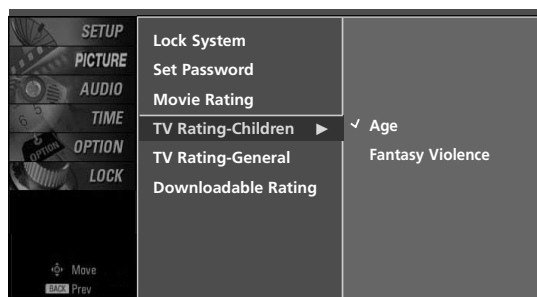 SETUP
PICTURE
AUDIO
TIME
OPTION
LOCK
Move
BACK Prev
Lock System
Set Password
Movie Rating
TV Rating-Children ▶
TV Rating-General
Downloadable Rating
✓ Age
Fantasy Violence